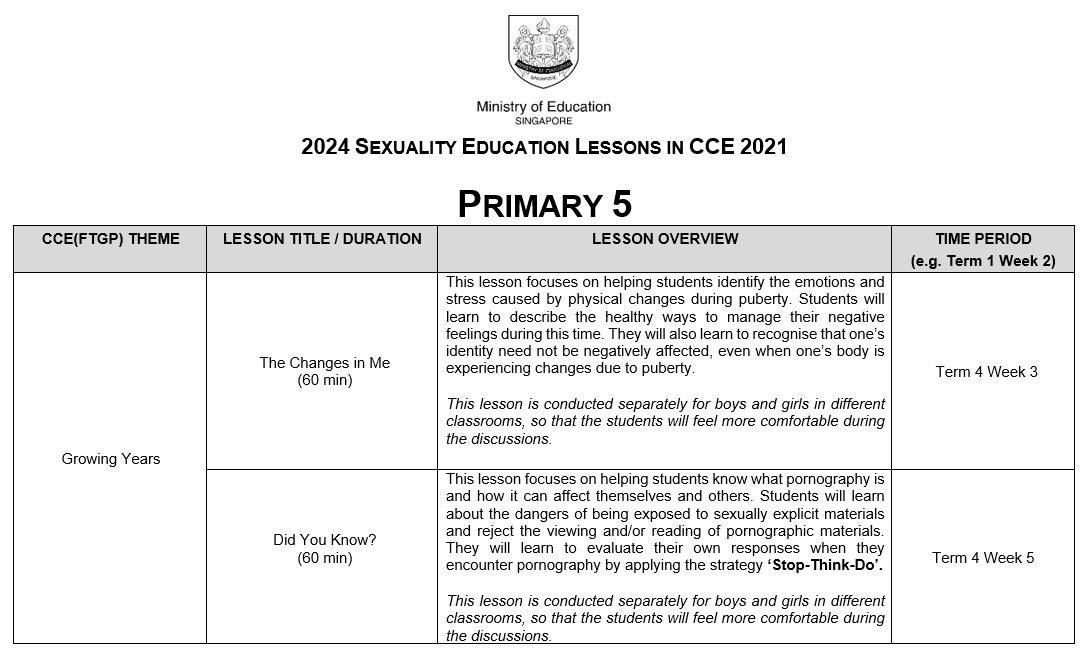 MINISTRY OF EDUCATION
SINGAPORE
Ministry of Education
SINGAPORE
2024 SEXUALITY EDUCATION LESSONS IN CCE 2021
PRIMARY 5
CCE(FTGP) THEME
LESSON TITLE / DURATION
LESSON OVERVIEW
TIME PERIOD
(e.g. Term 1 Week 2)
Growing Years
The Changes in Me
(60 min)
This lesson focuses on helping students identify the emotions and
stress caused by physical changes during puberty. Students will
learn to describe the healthy ways to manage their negative
feelings during this time. They will also learn to recognise that one’s
identity need not be negatively affected, even when one’s body is
experiencing changes due to puberty.
This lesson is conducted separately for boys and girls in different
classrooms, so that the students will feel more comfortable during
the discussions.
Term 4 Week 3
Did You Know?
(60 min)
This lesson focuses on helping students know what pornography is
and how it can affect themselves and others. Students will learn
about the dangers of being exposed to sexually explicit materials
and reject the viewing and/or reading of pornographic materials.
They will learn to evaluate their own responses when they
encounter pornography by applying the strategy ‘Stop-Think-Do’.
This lesson is conducted separately for boys and girls in different
classrooms, so that the students will feel more comfortable during
the discussions.
Term 4 Week 5